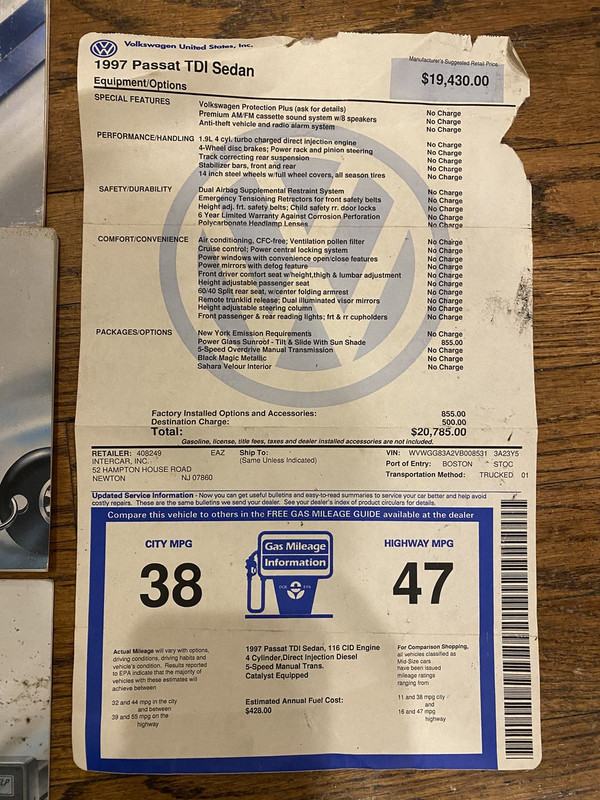 Volkswagen United States, Inc.
1997 Passat TDI Sedan
Manufacturer's Suggested Retail Price
$19,430.00
Equipment/Options
SPECIAL FEATURES
Volkswagen Protection Plus (ask for details) No Charge
Premium AM/FM cassette sound system w/8 speakers No Charge
Anti-theft vehicle and radio alarm system No Charge
PERFORMANCE/HANDLING
1.9L 4 cyl. turbo charged direct injection engine No Charge
4-Wheel disc brakes; Power rack and pinion steering No Charge
Track correcting rear suspension No Charge
Stabilizer bars, front and rear No Charge
14 inch steel wheels w/full wheel covers, all season tires No Charge
SAFETY/DURABILITY
Dual Airbag Supplemental Restraint System No Charge
Emergency Tensioning Retractors for front safety belts No Charge
Height adj. frt. safety belts; Child safety rr. door locks No Charge
6 Year Limited Warranty Against Corrosion Perforation No Charge
Polycarbonate Headlamp Lenses No Charge
COMFORT/CONVENIENCE
Air conditioning, CFC-free; Ventilation pollen filter No Charge
Cruise control; Power central locking system No Charge
Power windows with convenience open/close features No Charge
Power mirrors with defog feature No Charge
Front driver comfort seat w/height,thigh & lumbar adjustment No Charge
Height adjustable passenger seat No Charge
60/40 Split rear seat, w/center folding armrest No Charge
Remote trunklid release; Dual illuminated visor mirrors No Charge
Height adjustable steering column No Charge
Front passenger & rear reading lights; frt & rr cupholders No Charge
PACKAGES/OPTIONS
New York Emission Requirements No Charge
Power Glass Sunroof - Tilt & Slide With Sun Shade 855.00
5-Speed Overdrive Manual Transmission No Charge
Black Magic Metallic No Charge
Sahara Velour Interior No Charge
Factory Installed Options and Accessories: 855.00
Destination Charge: 500.00
Total: $20,785.00
Gasoline, license, title fees, taxes and dealer installed accessories are not included.
RETAILER: 408249 EAZ
INTERCAR, INC.
52 HAMPTON HOUSE ROAD
NEWTON NJ 07860
Ship To:
(Same Unless Indicated)
VIN: WVWGG83A2VB008531 3A23Y5
Port of Entry: BOSTON STOC
Transportation Method: TRUCKED 01
Updated Service Information - Now you can get useful bulletins and easy-to-read summaries to service your car better and help avoid
costly repairs. These are the same bulletins we send your dealer. See your dealer's index of product circulars for details.
Compare this vehicle to others in the FREE GAS MILEAGE GUIDE available at the dealer
CITY MPG
38
Gas Mileage
Information
DOE EPA
HIGHWAY MPG
47
Actual Mileage will vary with options,
driving conditions, driving habits and
vehicle's condition. Results reported
to EPA indicate that the majority of
vehicles with these estimates will
achieve between
32 and 44 mpg in the city
and between
39 and 55 mpg on the
highway
1997 Passat TDI Sedan, 116 CID Engine
4 Cylinder,Direct Injection Diesel
5-Speed Manual Trans.
Catalyst Equipped
Estimated Annual Fuel Cost:
$428.00
For Comparison Shopping,
all vehicles classified as
Mid-Size cars
have been issued
mileage ratings
ranging from
11 and 38 mpg city
and
16 and 47 mpg
highway